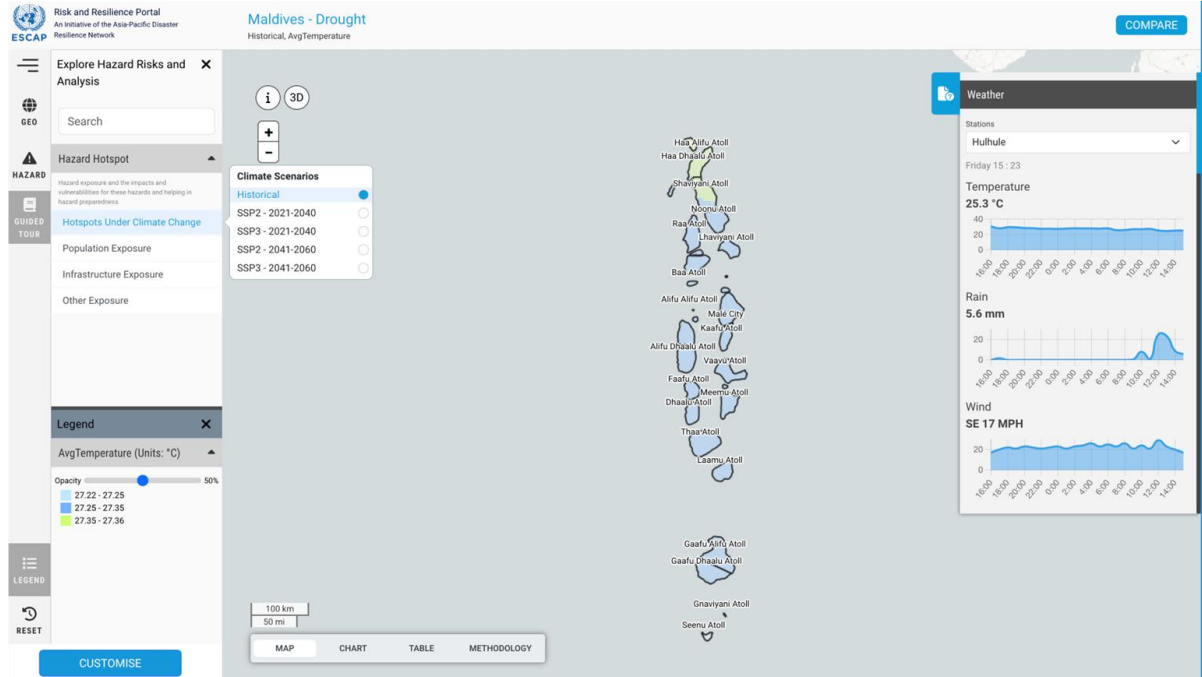 Risk and Resilience Portal
An Initiative of the Asia-Pacific Disaster
Resilience Network
ESCAP
Maldives - Drought
Historical, AvgTemperature
COMPARE
Explore Hazard Risks and
Analysis
Search
GEO
HAZARD
GUIDED
TOUR
Hazard Hotspot
Hazard exposure and the impacts and
vulnerabilities for these hazards and helping in
hazard preparedness.
Hotspots Under Climate Change
Population Exposure
Infrastructure Exposure
Other Exposure
Legend
AvgTemperature (Units: °C)
Opacity
50%
27.22 - 27.25
27.25 - 27.35
27.35 - 27.36
LEGEND
RESET
CUSTOMISE
i
3D
+
-
Climate Scenarios
Historical
SSP2 - 2021-2040
SSP3 - 2021-2040
SSP2 - 2041-2060
SSP3 - 2041-2060
Haa Alifu Atoll
Haa Dhaalu Atoll
Shaviyani Atoll
Noonu Atoll
Raa Atoll
Lhaviyani Atoll
Baa Atoll
Alifu Alifu Atoll
Malé City
Kaafu Atoll
Alifu Dhaalu Atoll
Vaavu Atoll
Faafu Atoll
Meemu Atoll
Dhaalu Atoll
Thaa Atoll
Laamu Atoll
Gaafu Alifu Atoll
Gaafu Dhaalu Atoll
Gnaviyani Atoll
Seenu Atoll
100 km
50 mi
MAP CHART TABLE METHODOLOGY
Weather
Stations
Hulhule
Friday 15 : 23
Temperature
25.3 °C
40
20
0
16:00 18:00 20:00 22:00 0:00 2:00 4:00 6:00 8:00 10:00 12:00 14:00
Rain
5.6 mm
20
0
16:00 18:00 20:00 22:00 0:00 2:00 4:00 6:00 8:00 10:00 12:00 14:00
Wind
SE 17 MPH
20
0
16:00 18:00 20:00 22:00 0:00 2:00 4:00 6:00 8:00 10:00 12:00 14:00